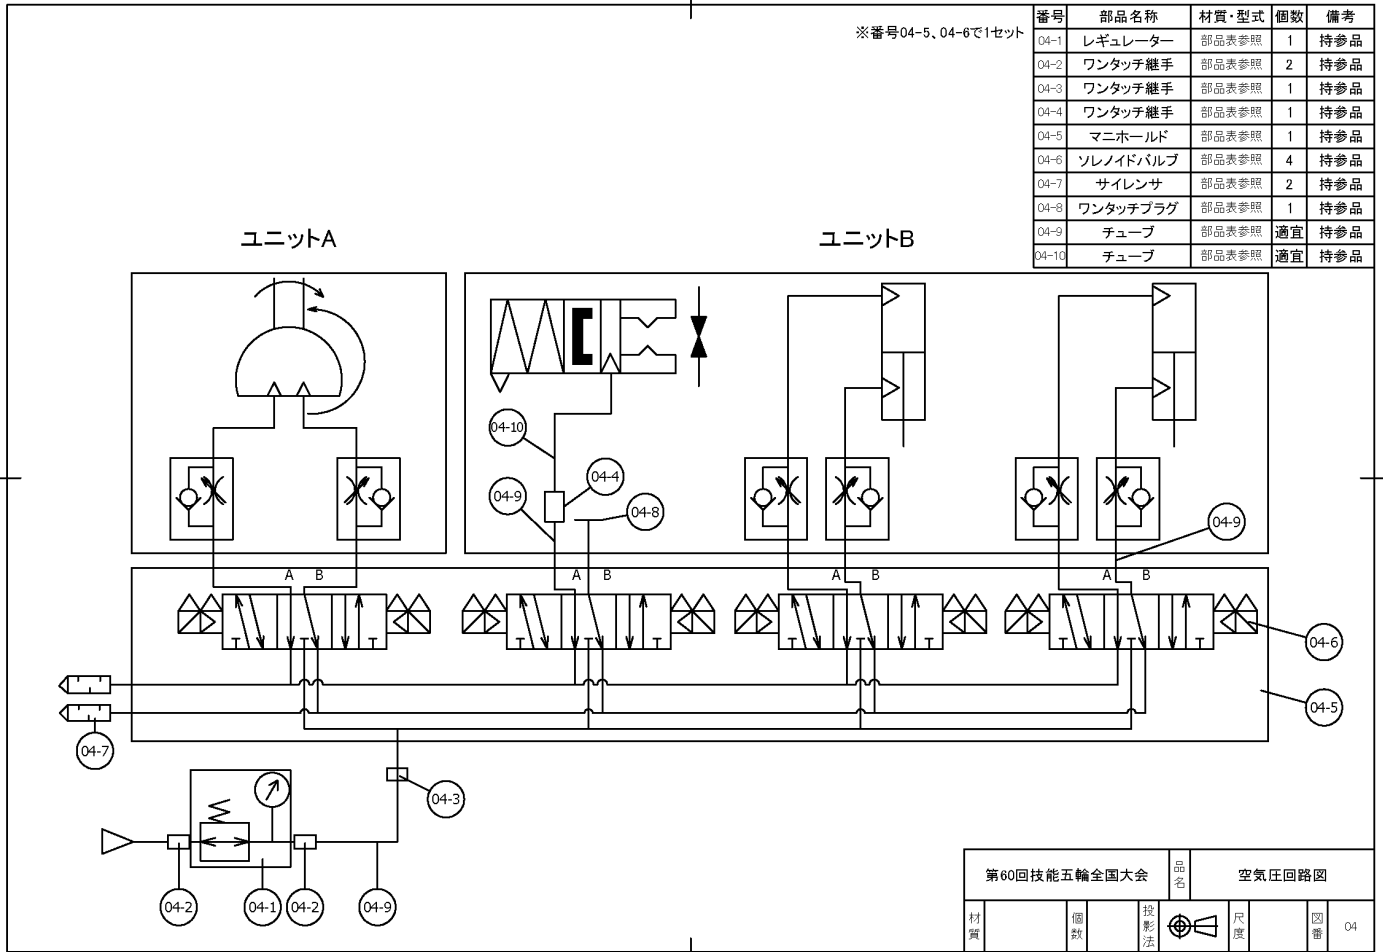 ※番号04-5、04-6で1セット
番号 部品名称 材質・型式 個数 備考
04-1 レギュレーター 部品表参照 1 持参品
04-2 ワンタッチ継手 部品表参照 2 持参品
04-3 ワンタッチ継手 部品表参照 1 持参品
04-4 ワンタッチ継手 部品表参照 1 持参品
04-5 マニホールド 部品表参照 1 持参品
04-6 ソレノイドバルブ 部品表参照 4 持参品
04-7 サイレンサ 部品表参照 2 持参品
04-8 ワンタッチプラグ 部品表参照 1 持参品
04-9 チューブ 部品表参照 適宜 持参品
04-10 チューブ 部品表参照 適宜 持参品
ユニットA
ユニットB
04-10
04-4
04-9
04-8
04-9
A B
A B
A B
A B
04-6
04-5
04-7
04-3
04-2
04-1
04-2
04-9
第60回技能五輪全国大会 品名 空気圧回路図
材質 個数 投影法 尺度 図番 04